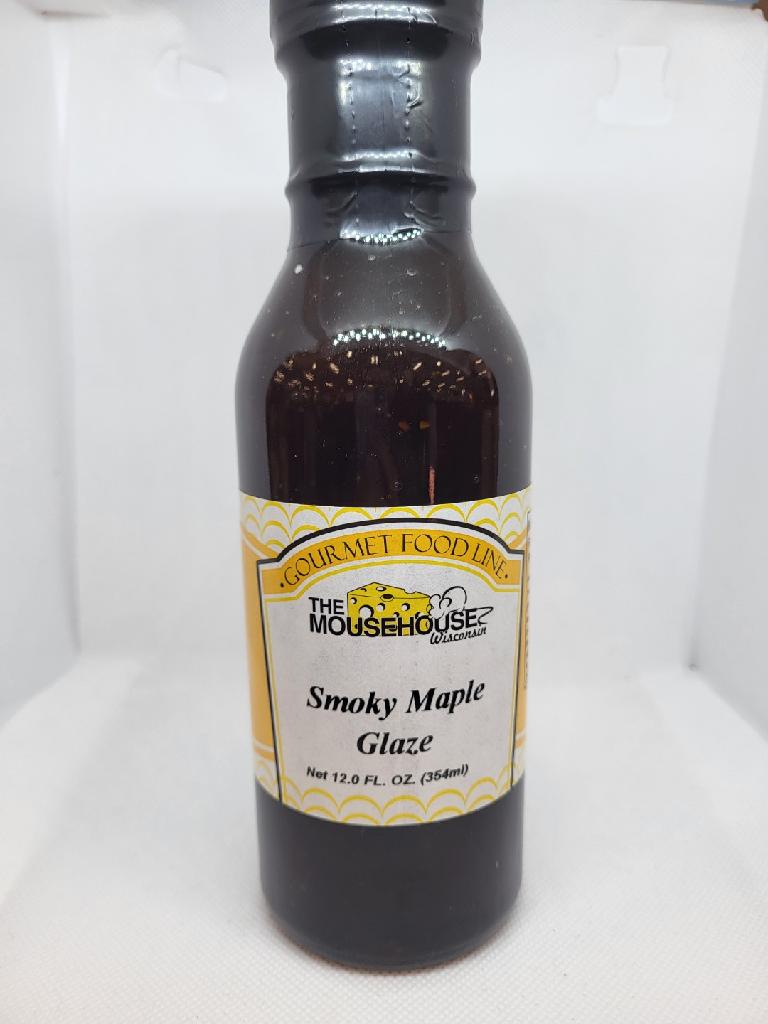 ·GOURMET FOOD LINE·
THE
MOUSEHOUSE
Wisconsin
Smoky Maple
Glaze
Net 12.0 FL. OZ. (354ml)